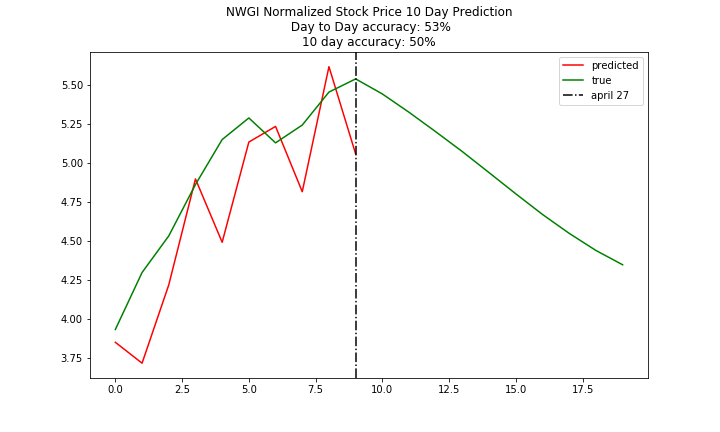 NWGI Normalized Stock Price 10 Day Prediction
Day to Day accuracy: 53%
10 day accuracy: 50%
predicted
true
april 27
5.50
5.25
5.00
4.75
4.50
4.25
4.00
3.75
0.0 2.5 5.0 7.5 10.0 12.5 15.0 17.5